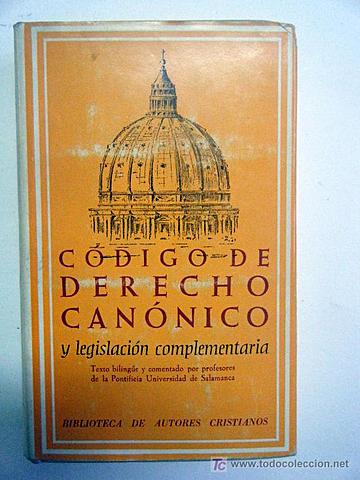 CÓDIGO DE
DERECHO
CANÓNICO
y legislación complementaria
Texto bilingüe y comentado por profesores
de la Pontificia Universidad de Salamanca
BIBLIOTECA DE AUTORES CRISTIANOS
TC www.todocoleccion.net